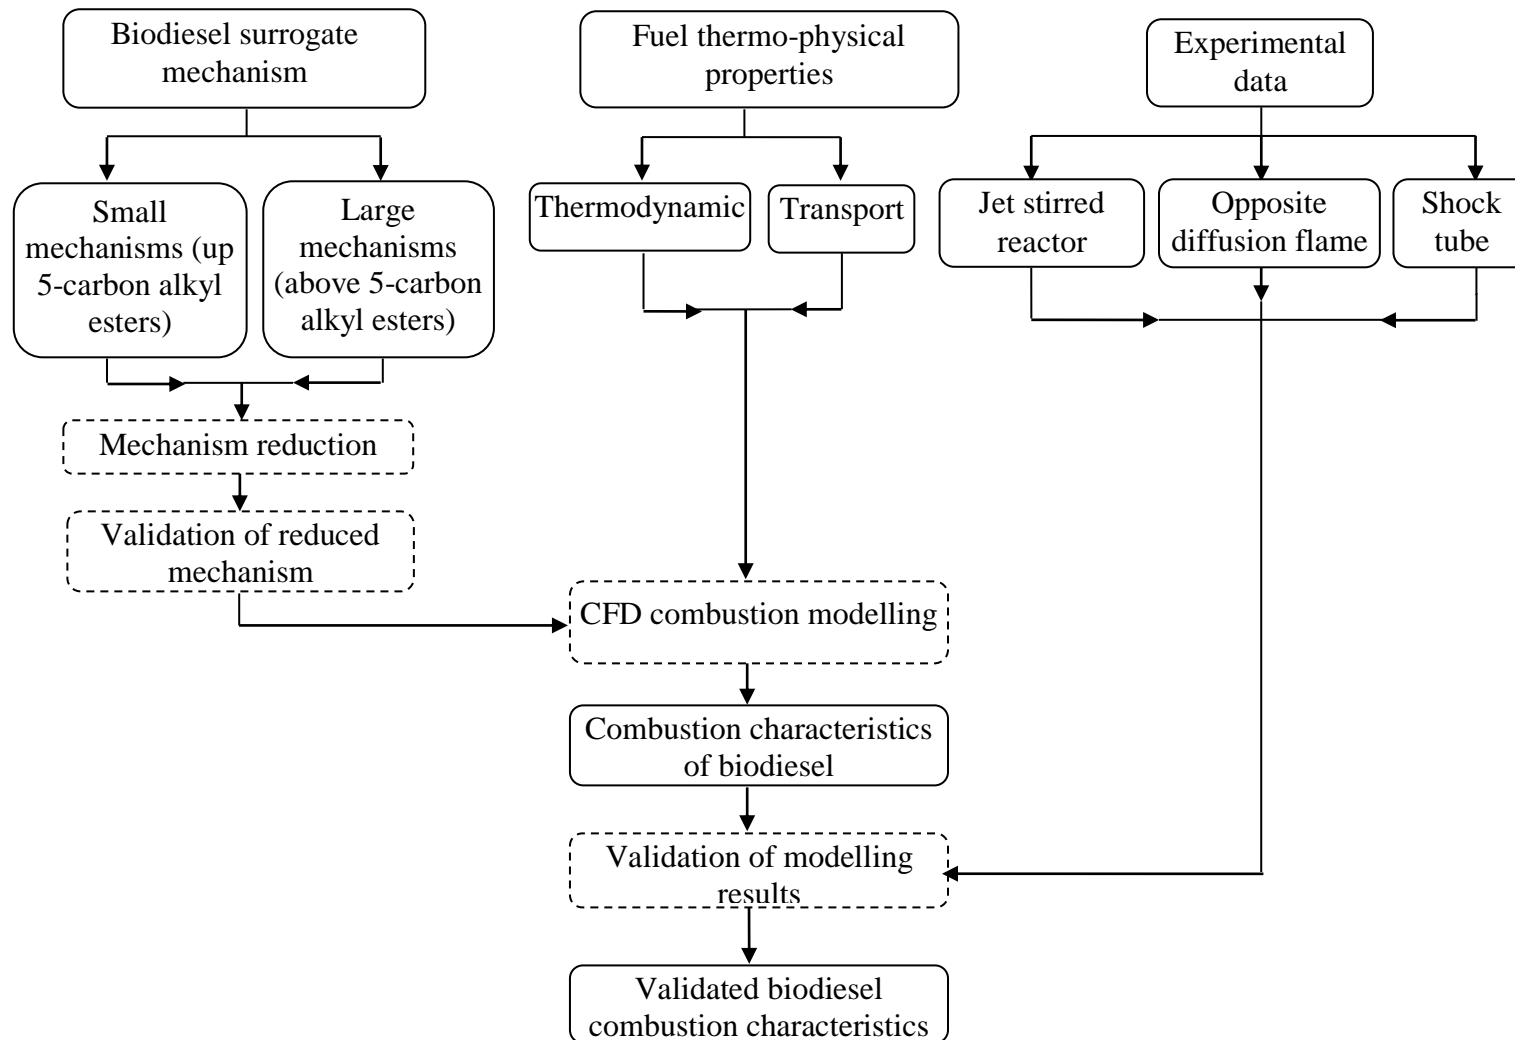 Biodiesel surrogate
mechanism
Fuel thermo-physical
properties
Experimental
data
Small
mechanisms (up
5-carbon alkyl
esters)
Large
mechanisms
(above 5-carbon
alkyl esters)
Thermodynamic
Transport
Jet stirred
reactor
Opposite
diffusion flame
Shock
tube
Mechanism reduction
Validation of reduced
mechanism
CFD combustion modelling
Combustion characteristics
of biodiesel
Validation of modelling
results
Validated biodiesel
combustion characteristics